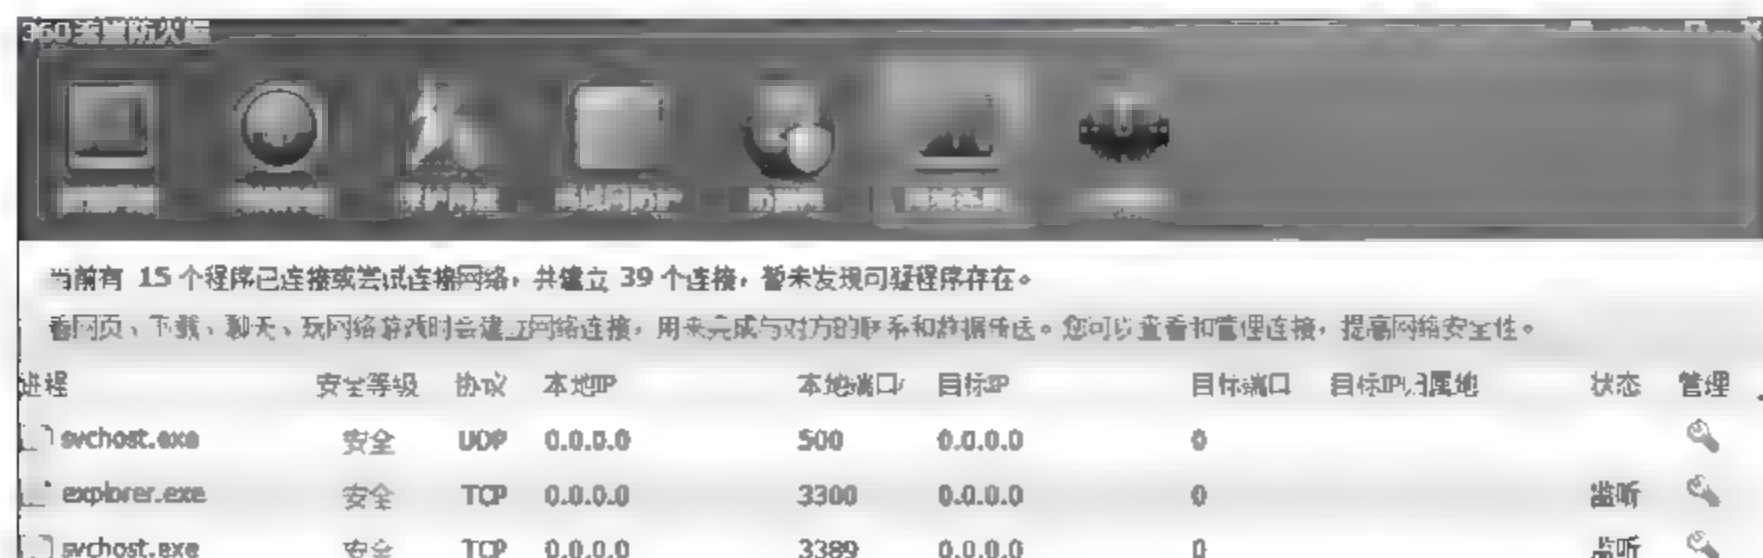 360流量防火墙
保护网速 局域网防护 防蹭网 网络连接
当前有 15 个程序已连接或尝试连接网络，共建立 39 个连接，暂未发现可疑程序存在。
看网页、下载、聊天、玩网络游戏时会建立网络连接，用来完成与对方的联系和数据传送。您可以查看和管理连接，提高网络安全性。
进程 安全等级 协议 本地IP 本地端口 目标IP 目标端口 目标IP归属地 状态 管理
svchost.exe 安全 UDP 0.0.0.0 500 0.0.0.0 0
explorer.exe 安全 TCP 0.0.0.0 3300 0.0.0.0 0 监听
svchost.exe 安全 TCP 0.0.0.0 3389 0.0.0.0 0 监听